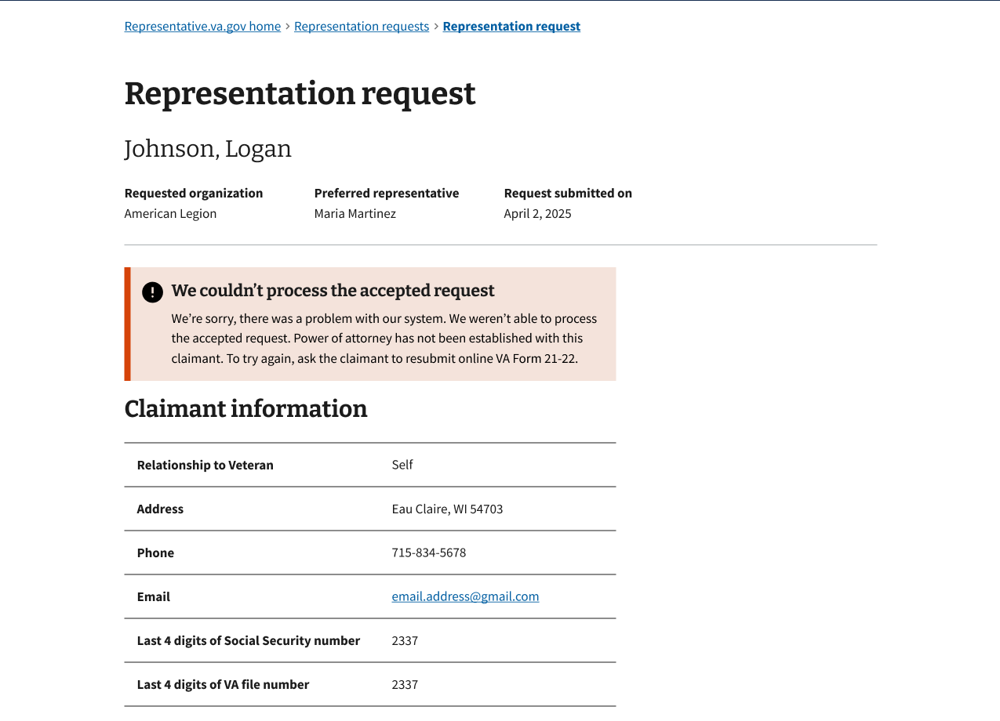 Representative.va.gov home > Representation requests > Representation request
Representation request
Johnson, Logan
Requested organization Preferred representative Request submitted on
American Legion Maria Martinez April 2, 2025
We couldn’t process the accepted request
We’re sorry, there was a problem with our system. We weren’t able to process
the accepted request. Power of attorney has not been established with this
claimant. To try again, ask the claimant to resubmit online VA Form 21-22.
Claimant information
Relationship to Veteran Self
Address Eau Claire, WI 54703
Phone 715-834-5678
Email email.address@gmail.com
Last 4 digits of Social Security number 2337
Last 4 digits of VA file number 2337